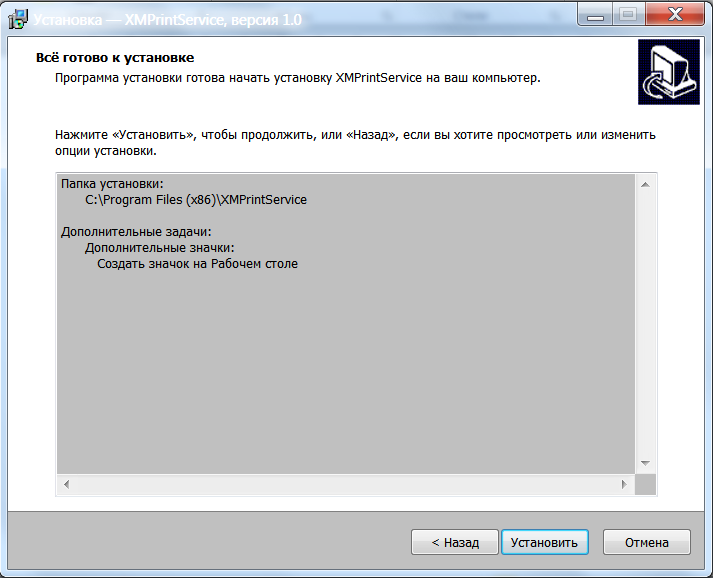 Установка — XMPrintService, версия 1.0
Всё готово к установке
Программа установки готова начать установку XMPrintService на ваш компьютер.
Нажмите «Установить», чтобы продолжить, или «Назад», если вы хотите просмотреть или изменить
опции установки.
Папка установки:
C:\Program Files (x86)\XMPrintService
Дополнительные задачи:
Дополнительные значки:
Создать значок на Рабочем столе
< Назад
Установить
Отмена